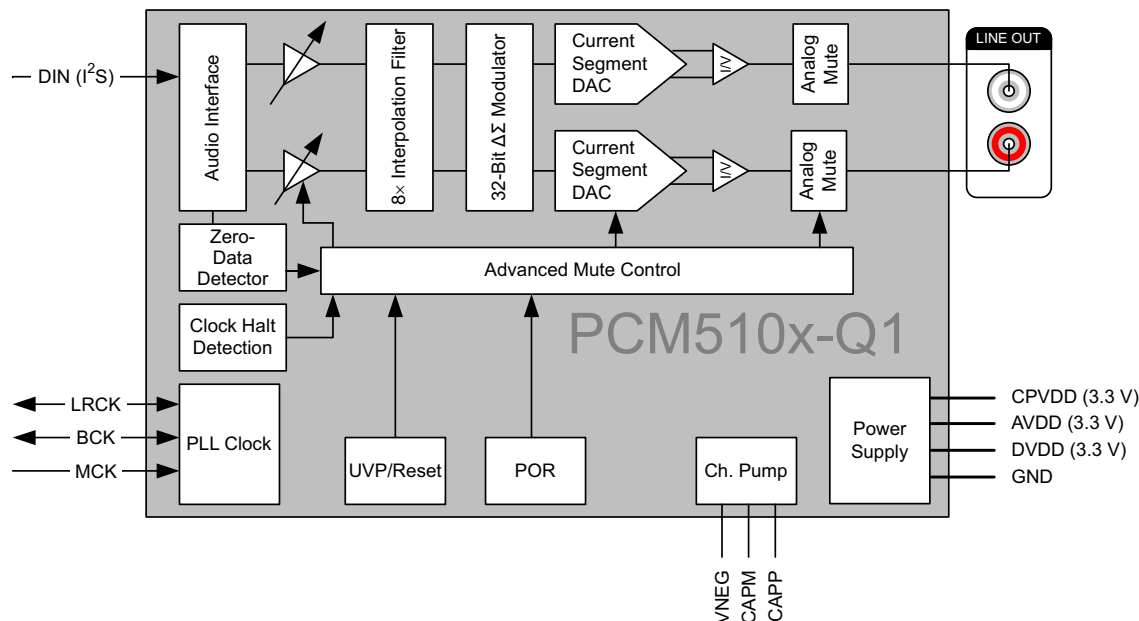 DIN (I²S)
Audio Interface
8× Interpolation Filter
32-Bit ΔΣ Modulator
Current
Segment
DAC
I/V
Analog
Mute
LINE OUT
Current
Segment
DAC
I/V
Analog
Mute
Zero-
Data
Detector
Advanced Mute Control
Clock Halt
Detection
PCM510x-Q1
LRCK
BCK
MCK
PLL Clock
UVP/Reset
POR
Ch. Pump
Power
Supply
CPVDD (3.3 V)
AVDD (3.3 V)
DVDD (3.3 V)
GND
VNEG
CAPM
CAPP